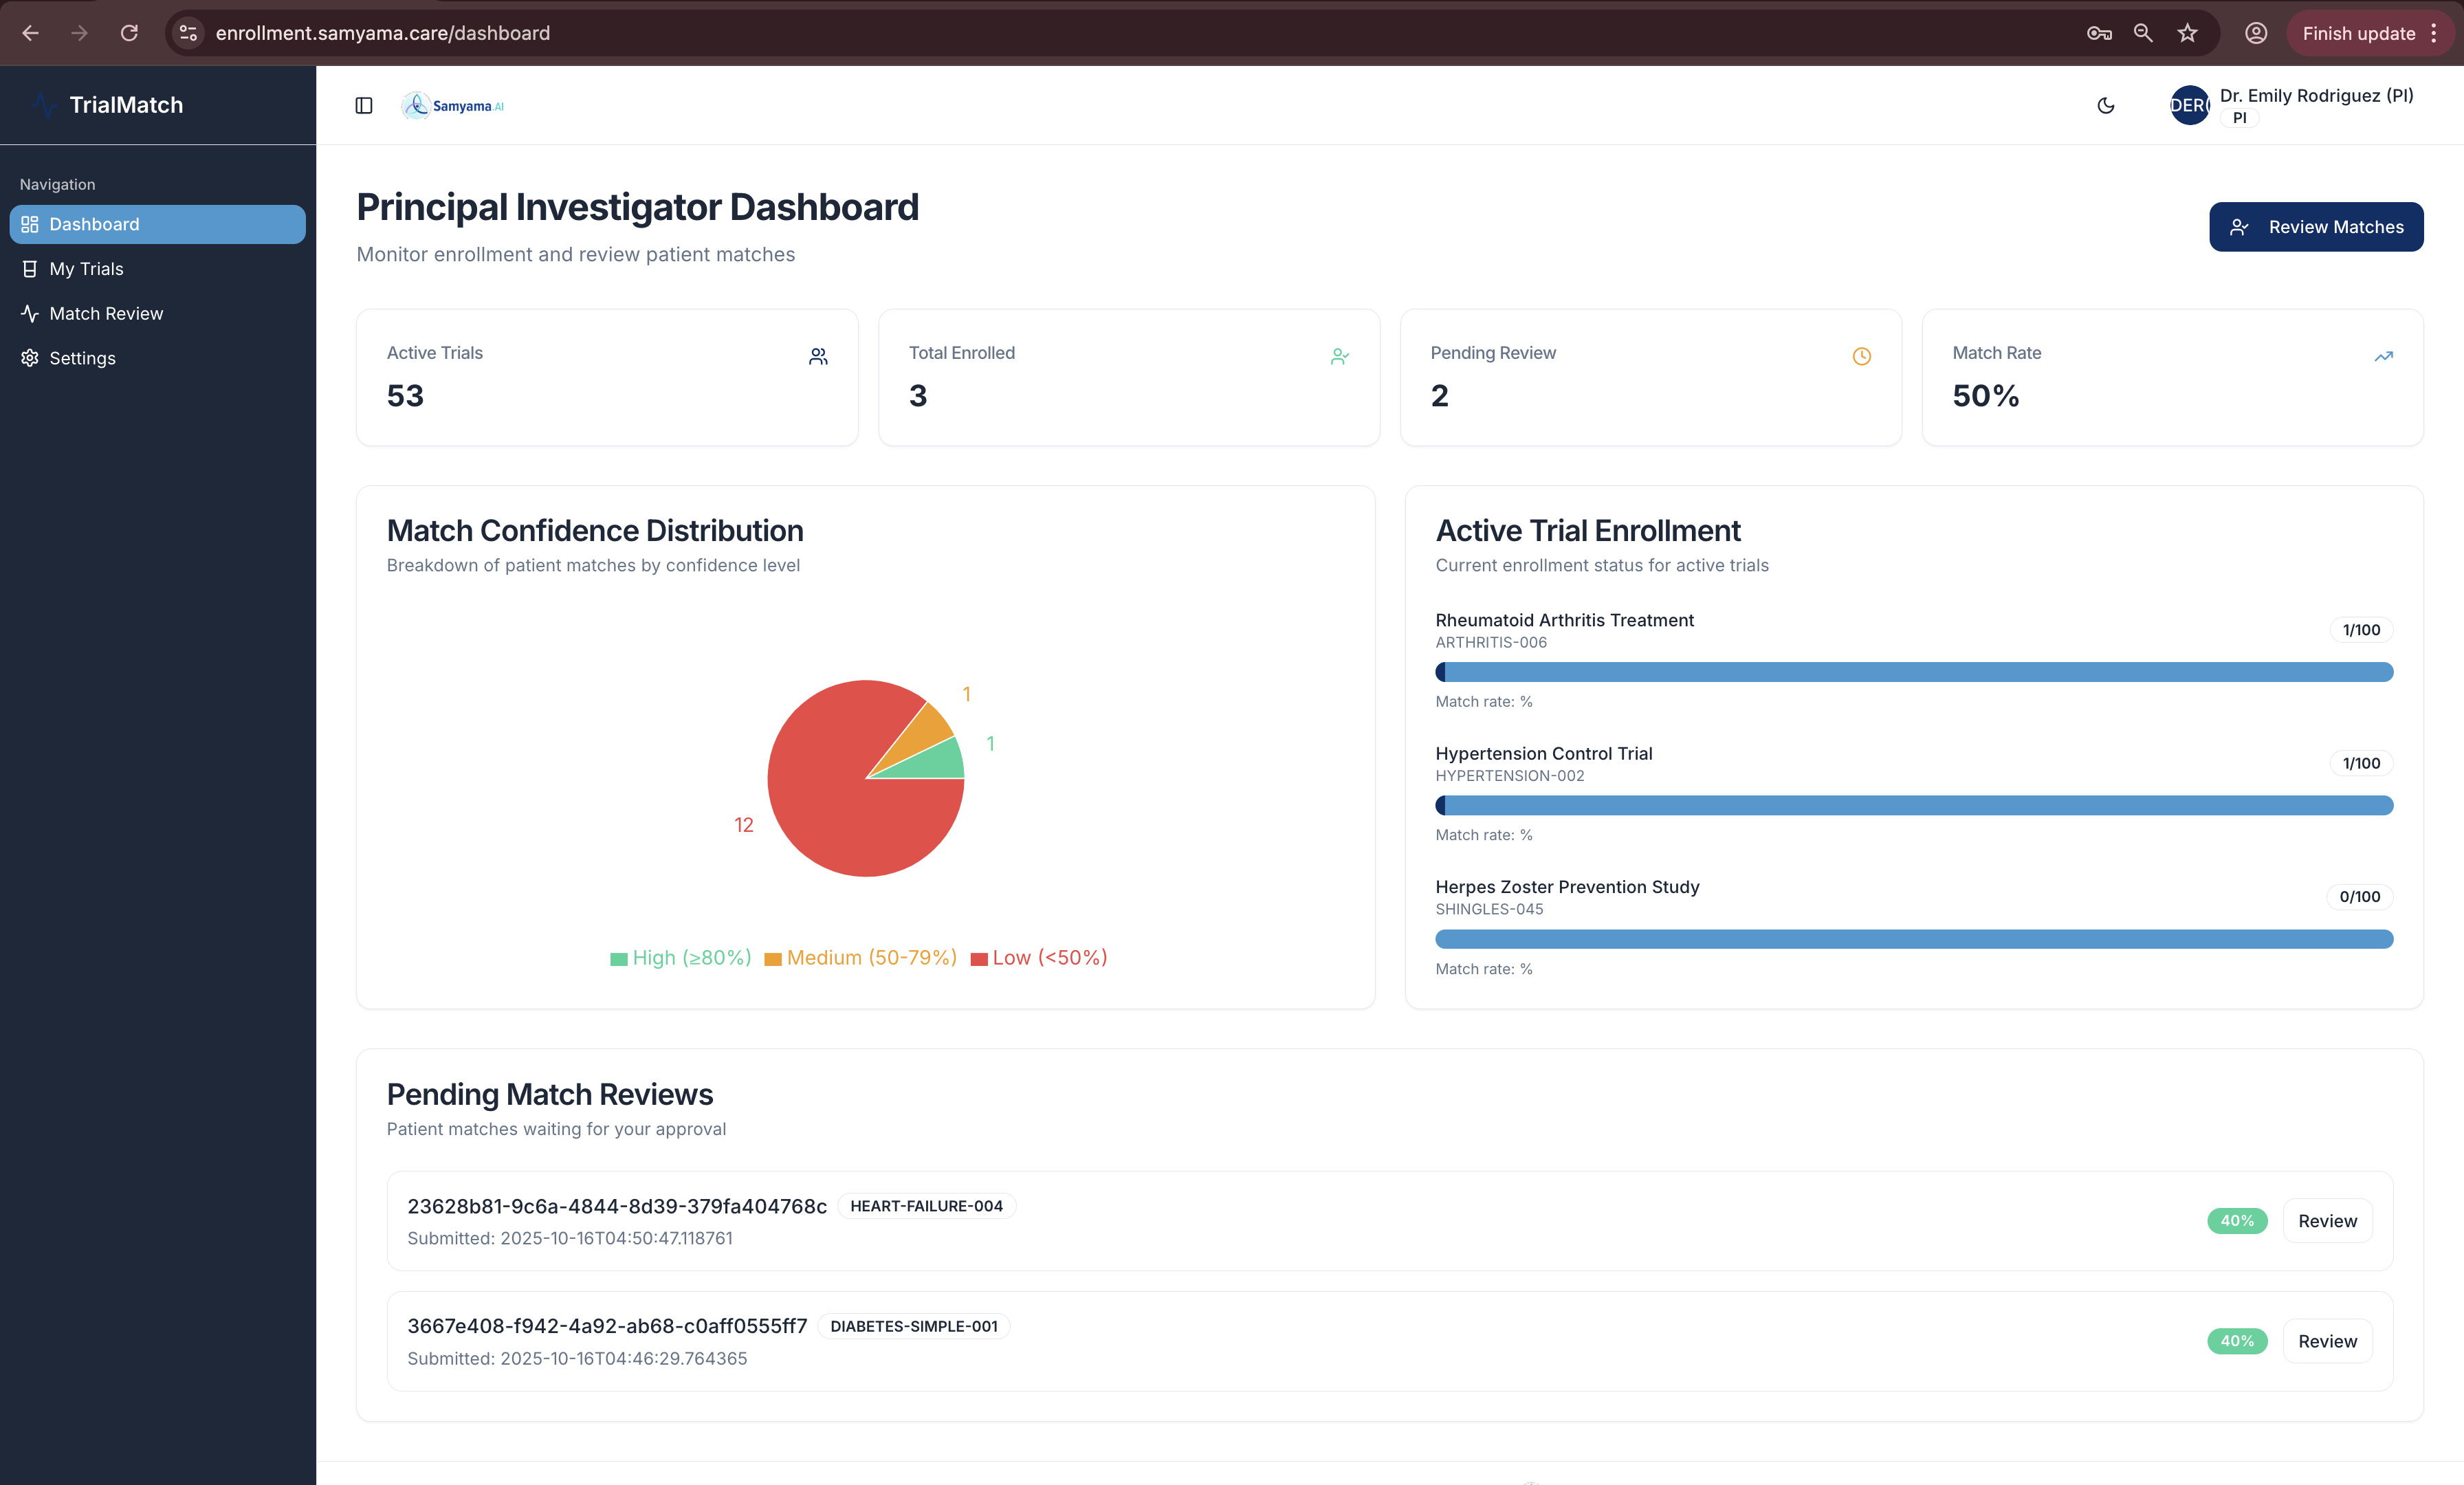 enrollment.samyama.care/dashboard
Finish update
TrialMatch
Samyama.AI
DER(
Dr. Emily Rodriguez (PI)
PI
Navigation
Dashboard
My Trials
Match Review
Settings
Principal Investigator Dashboard
Monitor enrollment and review patient matches
Review Matches
Active Trials
53
Total Enrolled
3
Pending Review
2
Match Rate
50%
Match Confidence Distribution
Breakdown of patient matches by confidence level
1
1
12
High (≥80%)
Medium (50-79%)
Low (<50%)
Active Trial Enrollment
Current enrollment status for active trials
Rheumatoid Arthritis Treatment
ARTHRITIS-006
1/100
Match rate: %
Hypertension Control Trial
HYPERTENSION-002
1/100
Match rate: %
Herpes Zoster Prevention Study
SHINGLES-045
0/100
Match rate: %
Pending Match Reviews
Patient matches waiting for your approval
23628b81-9c6a-4844-8d39-379fa404768c
HEART-FAILURE-004
Submitted: 2025-10-16T04:50:47.118761
40%
Review
3667e408-f942-4a92-ab68-c0aff0555ff7
DIABETES-SIMPLE-001
Submitted: 2025-10-16T04:46:29.764365
40%
Review